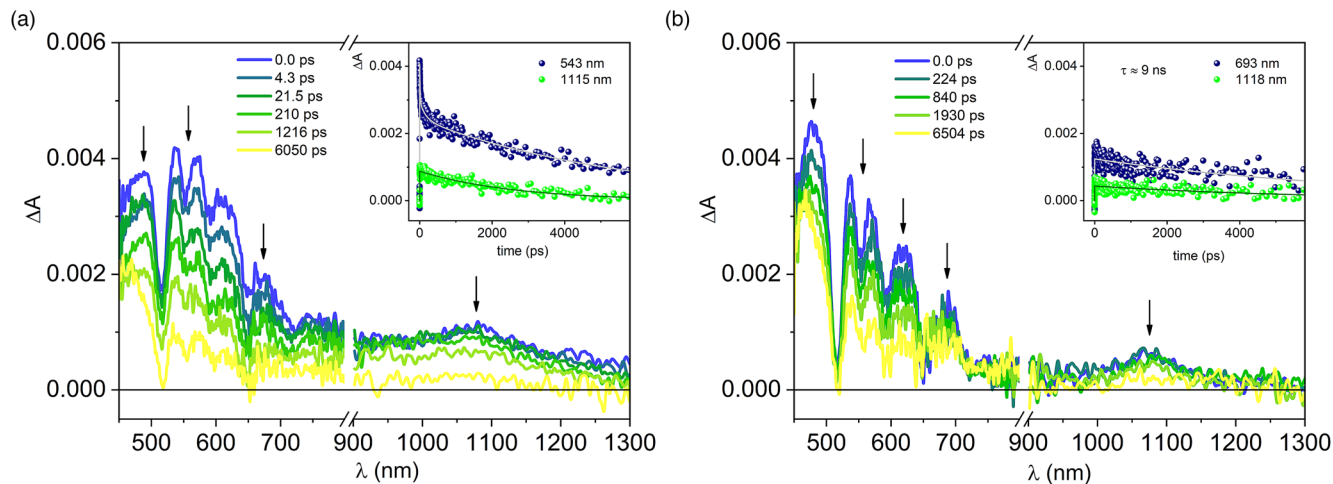 (a)
0.006
0.004
0.002
0.000
ΔA
0.0 ps
4.3 ps
21.5 ps
210 ps
1216 ps
6050 ps
ΔA
0.004
0.002
0.000
543 nm
1115 nm
0 2000 4000
time (ps)
500 600 700 900 1000 1100 1200 1300
λ (nm)
(b)
0.006
0.004
0.002
0.000
ΔA
0.0 ps
224 ps
840 ps
1930 ps
6504 ps
ΔA
0.004
0.002
0.000
τ ≈ 9 ns
693 nm
1118 nm
0 2000 4000
time (ps)
500 600 700 900 1000 1100 1200 1300
λ (nm)